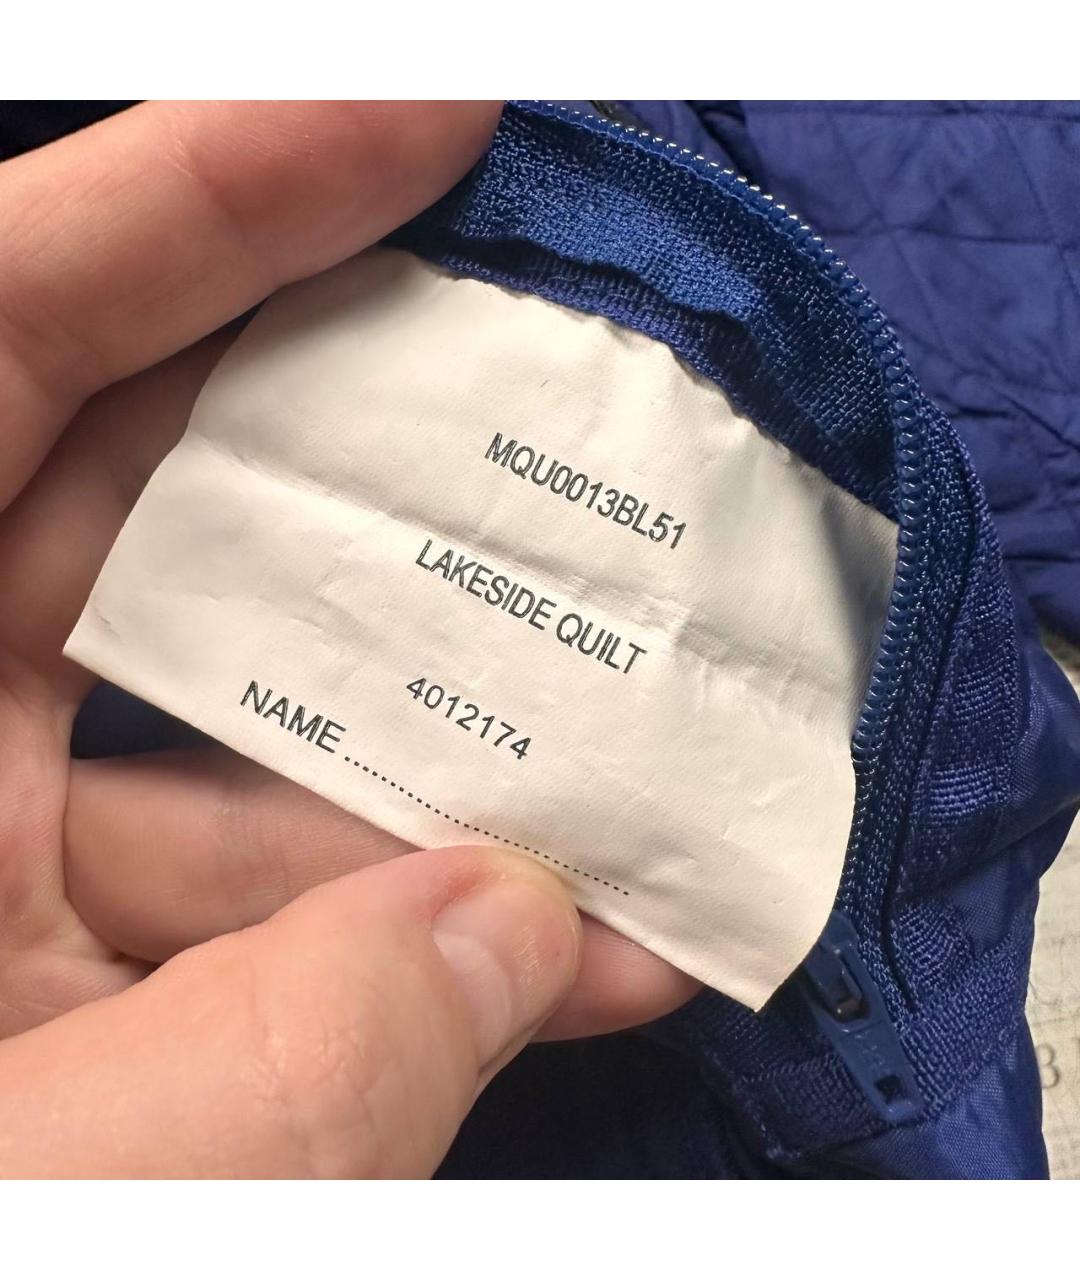 MQU0013BL51
LAKESIDE QUILT
4012174
NAME ..............................................